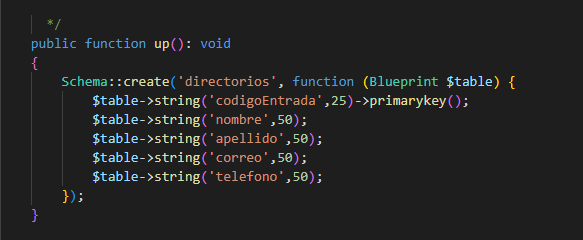 */
public function up(): void
{
Schema::create('directorios', function (Blueprint $table) {
$table->string('codigoEntrada',25)->primarykey();
$table->string('nombre',50);
$table->string('apellido',50);
$table->string('correo',50);
$table->string('telefono',50);
});
}